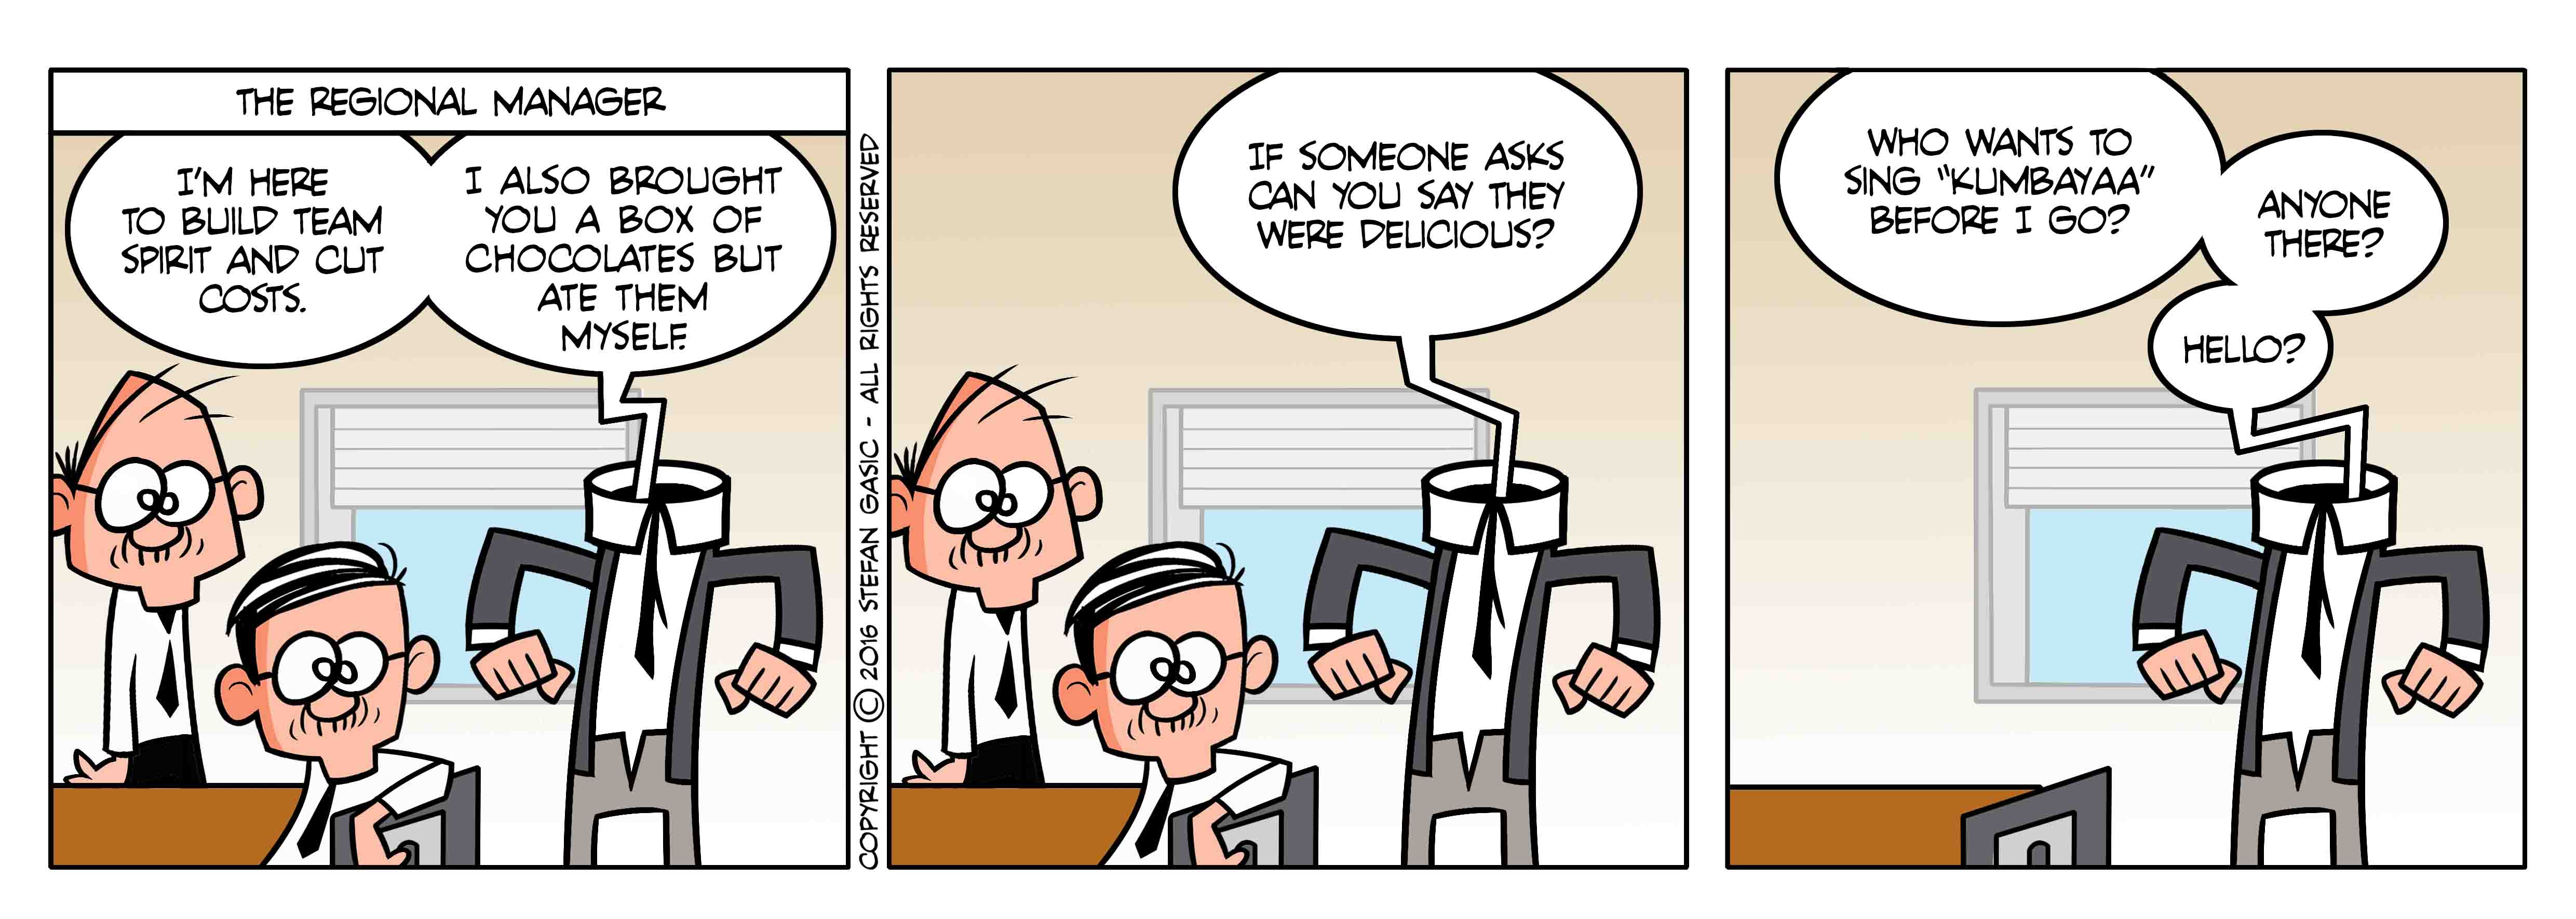 THE REGIONAL MANAGER
I'M HERE
TO BUILD TEAM
SPIRIT AND CUT
COSTS.
I ALSO BROUGHT
YOU A BOX OF
CHOCOLATES BUT
ATE THEM
MYSELF.
COPYRIGHT © 2016 STEFAN GASIC - ALL RIGHTS RESERVED
IF SOMEONE ASKS
CAN YOU SAY THEY
WERE DELICIOUS?
WHO WANTS TO
SING "KUMBAYAA"
BEFORE I GO?
ANYONE
THERE?
HELLO?